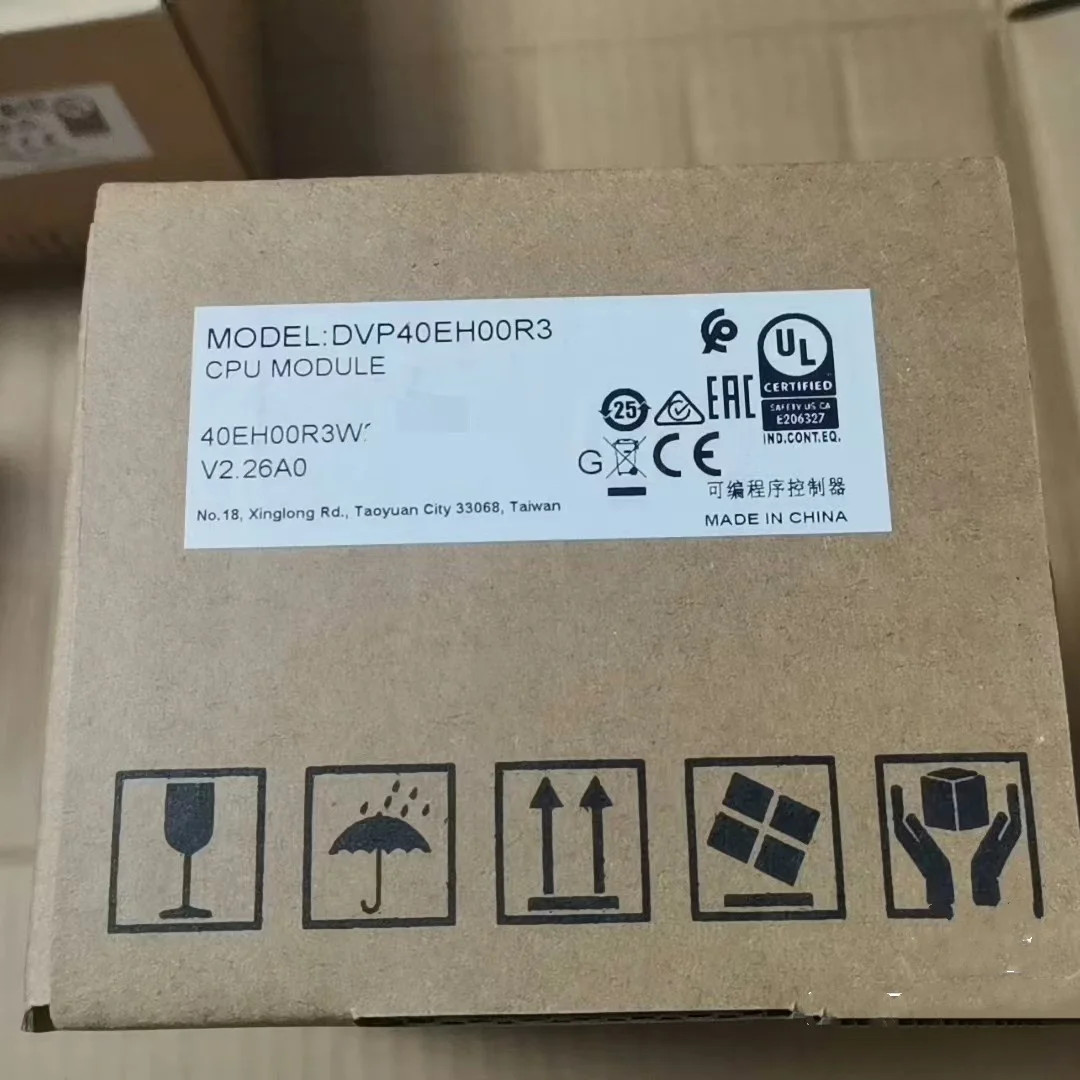 MODEL:DVP40EH00R3
CPU MODULE
40EH00R3W
V2.26A0
No.18, Xinglong Rd., Taoyuan City 33068, Taiwan
25
EAC
UL
CERTIFIED
SAFETY US CA
E206327
IND.CONT.EQ.
G
CE
可编程序控制器
MADE IN CHINA